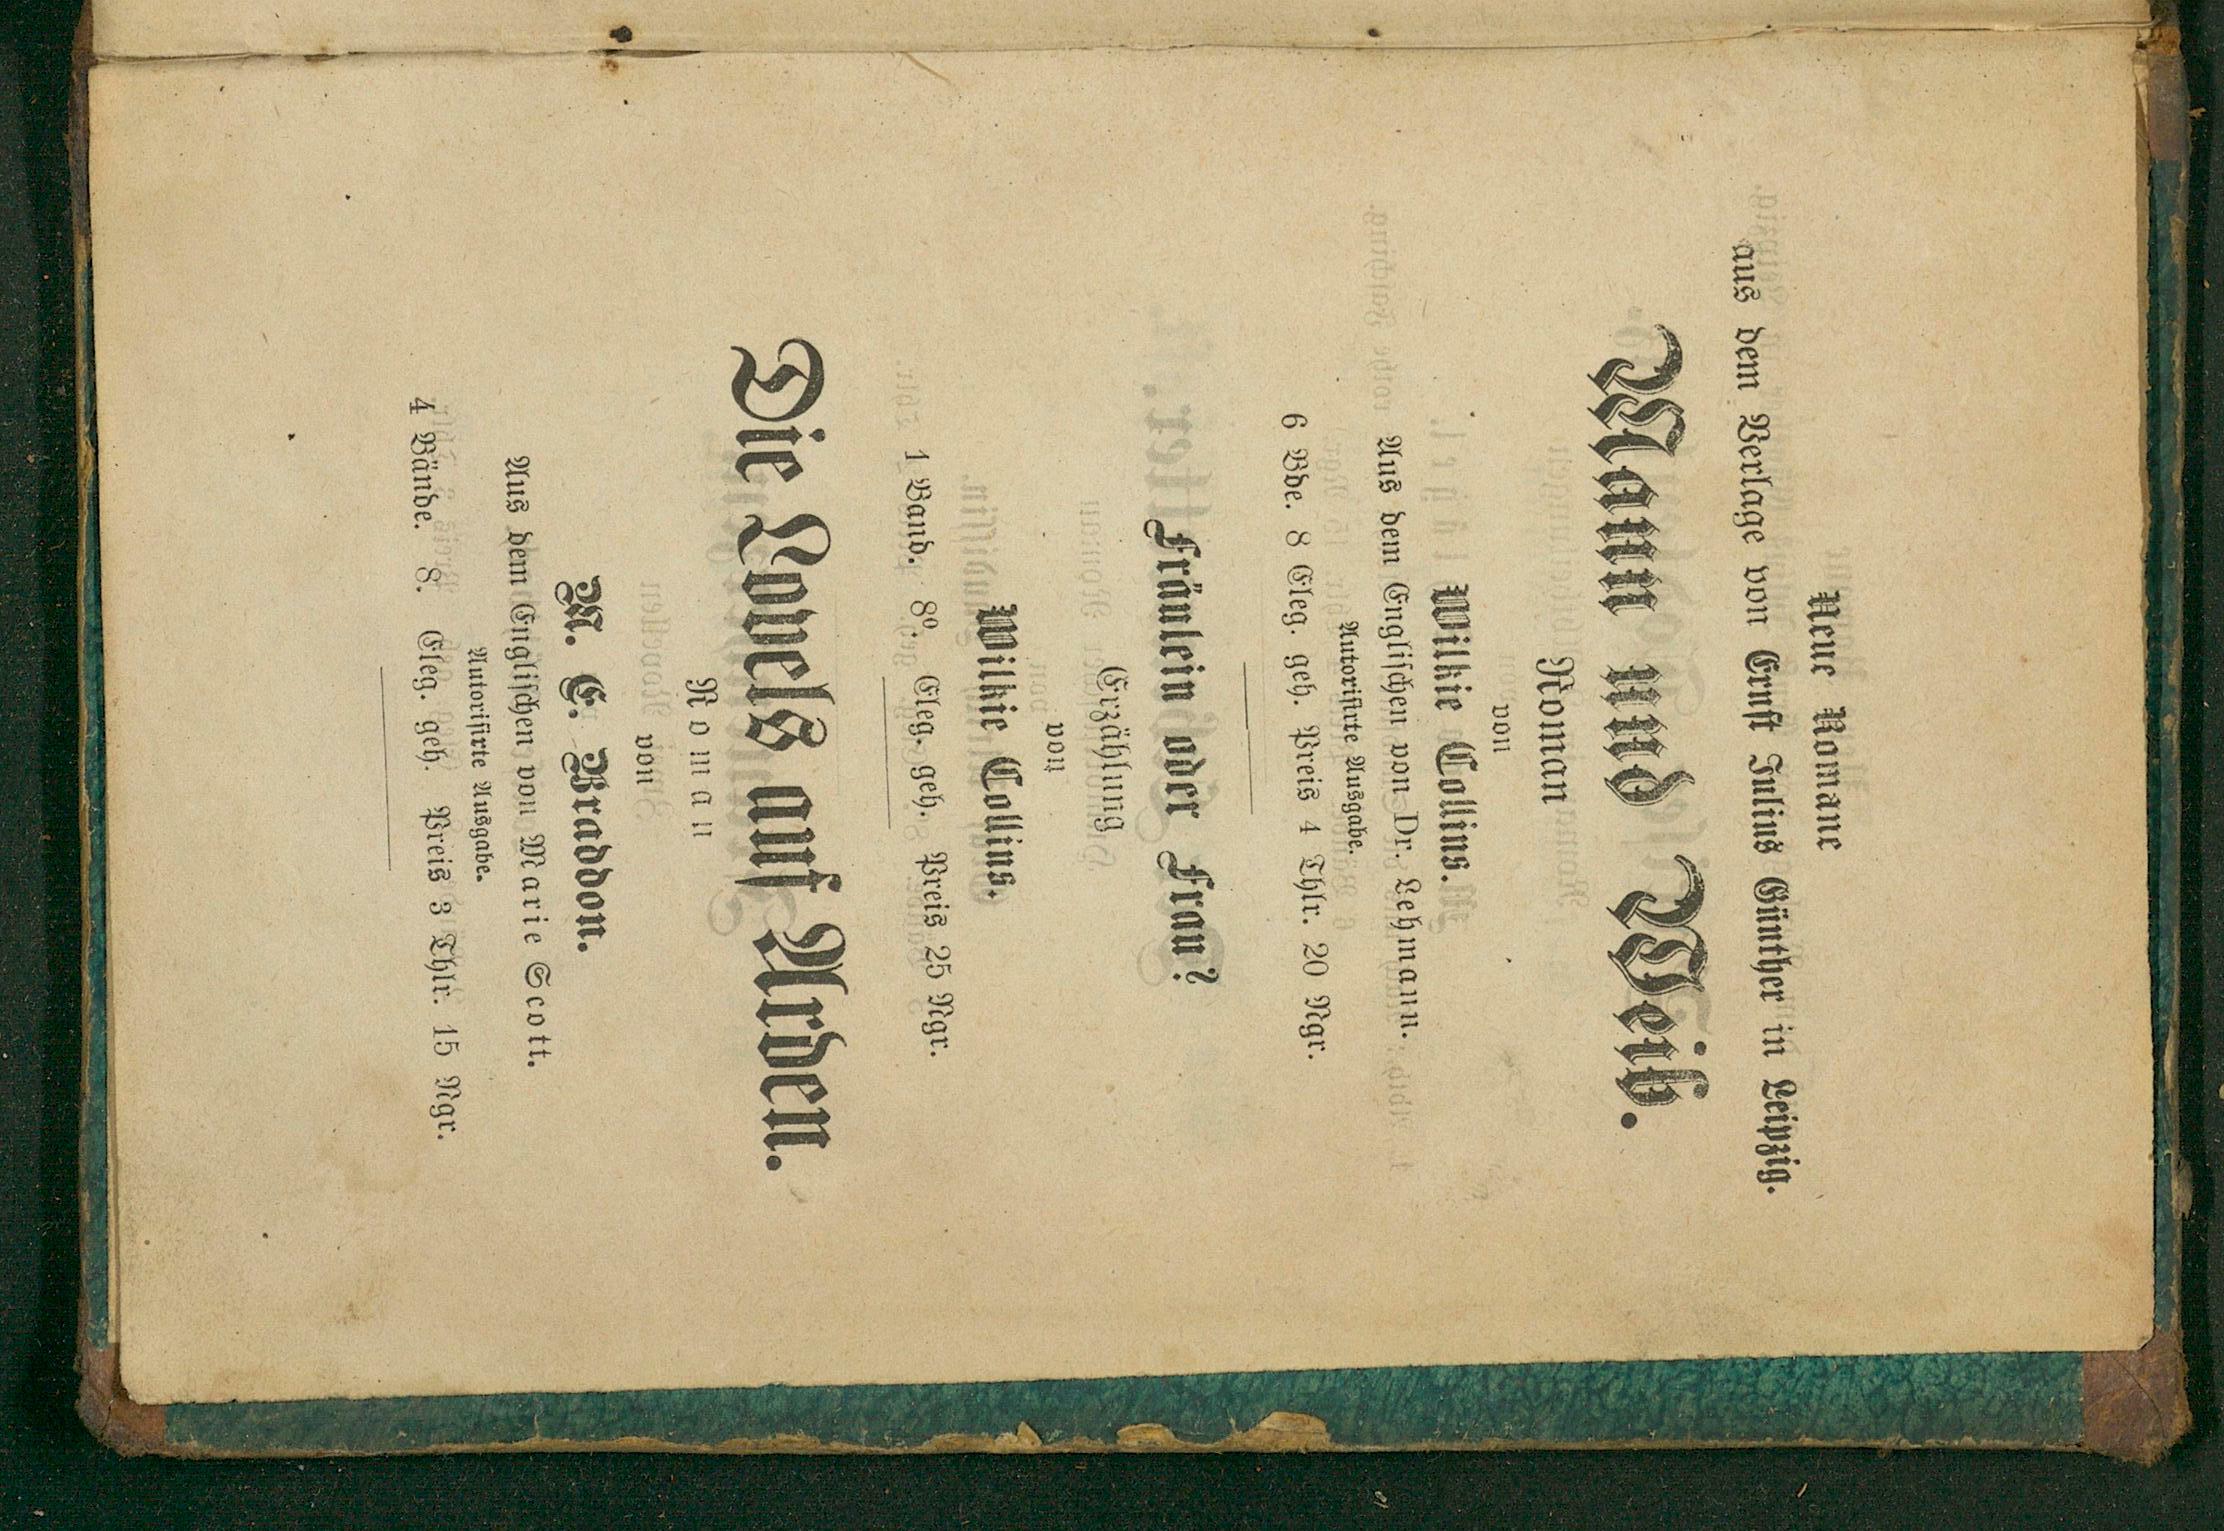 Neue Romane
aus dem Verlage von Ernst Julius Günther in Leipzig.
Mann und Weib.
Roman
von
Wilkie Collins.
Aus dem Englischen von Dr. Lehmann.
Autorisirte Ausgabe.
6 Bde. 8 Eleg. geh. Preis 4 Thlr. 20 Ngr.
Fräulein oder Frau?
Erzählung
von
Wilkie Collins.
1 Band. 8º. Eleg. geh. Preis 25 Ngr.
Die Lovels auf Arden.
Roman
von
M. E. Braddon.
Aus dem Englischen von Marie Scott.
Autorisirte Ausgabe.
4 Bände. 8. Eleg. geh. Preis 3 Thlr. 15 Ngr.